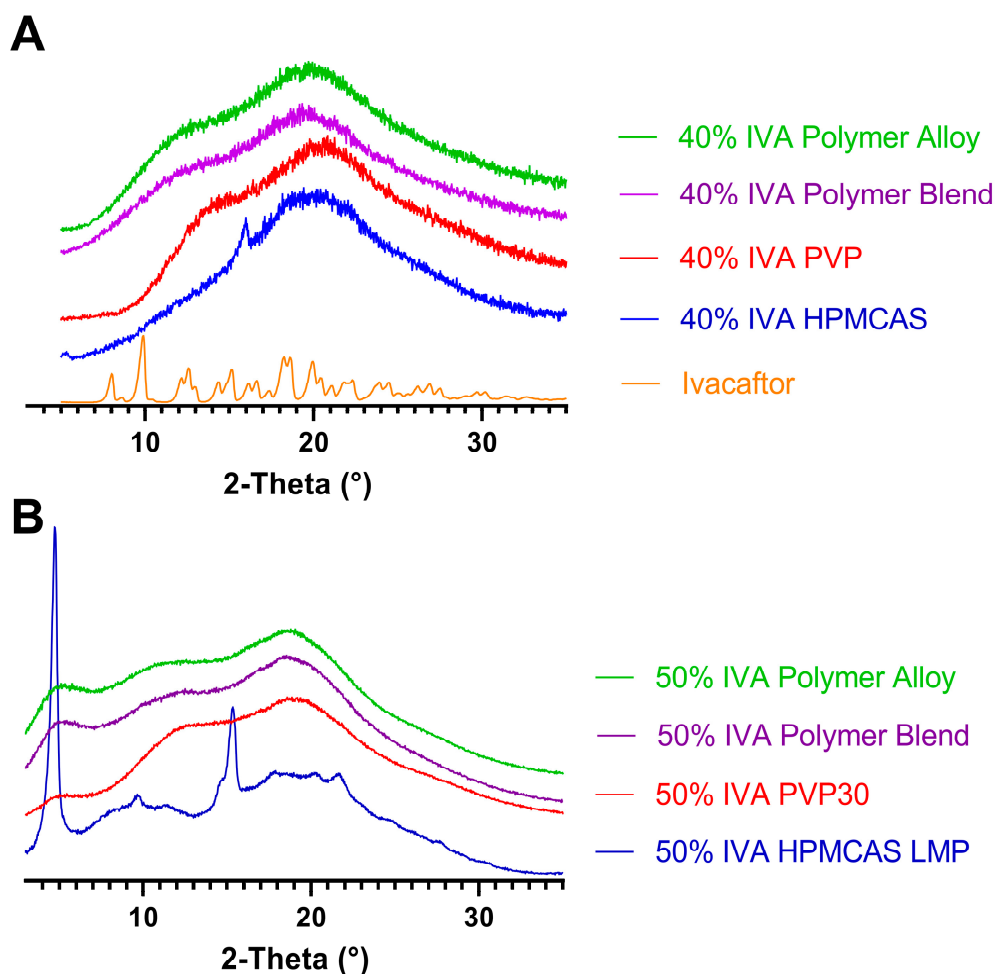 A
40% IVA Polymer Alloy
40% IVA Polymer Blend
40% IVA PVP
40% IVA HPMCAS
Ivacaftor
10 20 30
2-Theta (°)
B
50% IVA Polymer Alloy
50% IVA Polymer Blend
50% IVA PVP30
50% IVA HPMCAS LMP
10 20 30
2-Theta (°)